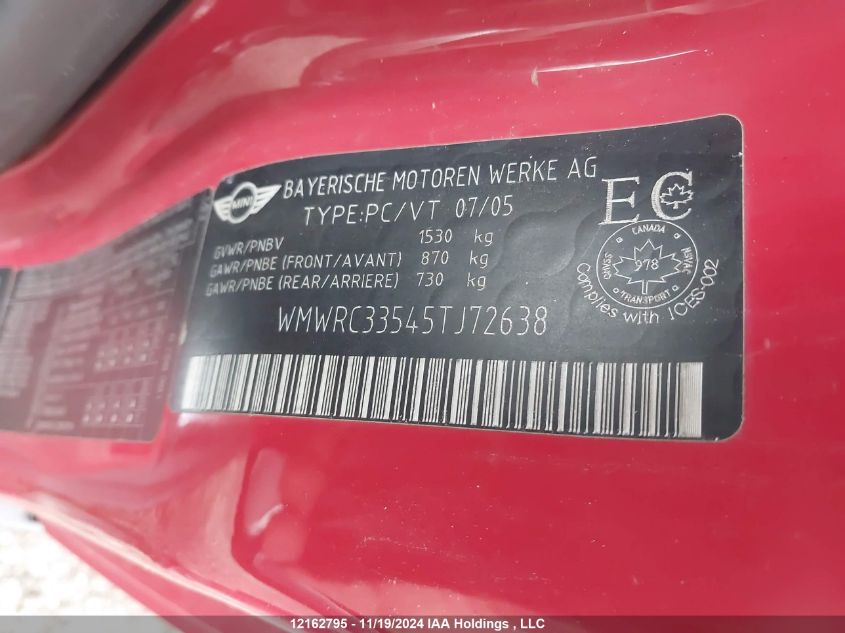 MINI
BAYERISCHE MOTOREN WERKE AG
TYPE:PC/VT 07/05
GVWR/PNBV 1530 kg
GAWR/PNBE (FRONT/AVANT) 870 kg
GAWR/PNBE (REAR/ARRIERE) 730 kg
WMWRC33545TJ72638
EC
CANADA
978
TRANSPORT
Complies with ICES-002
12162795 - 11/19/2024 IAA Holdings , LLC